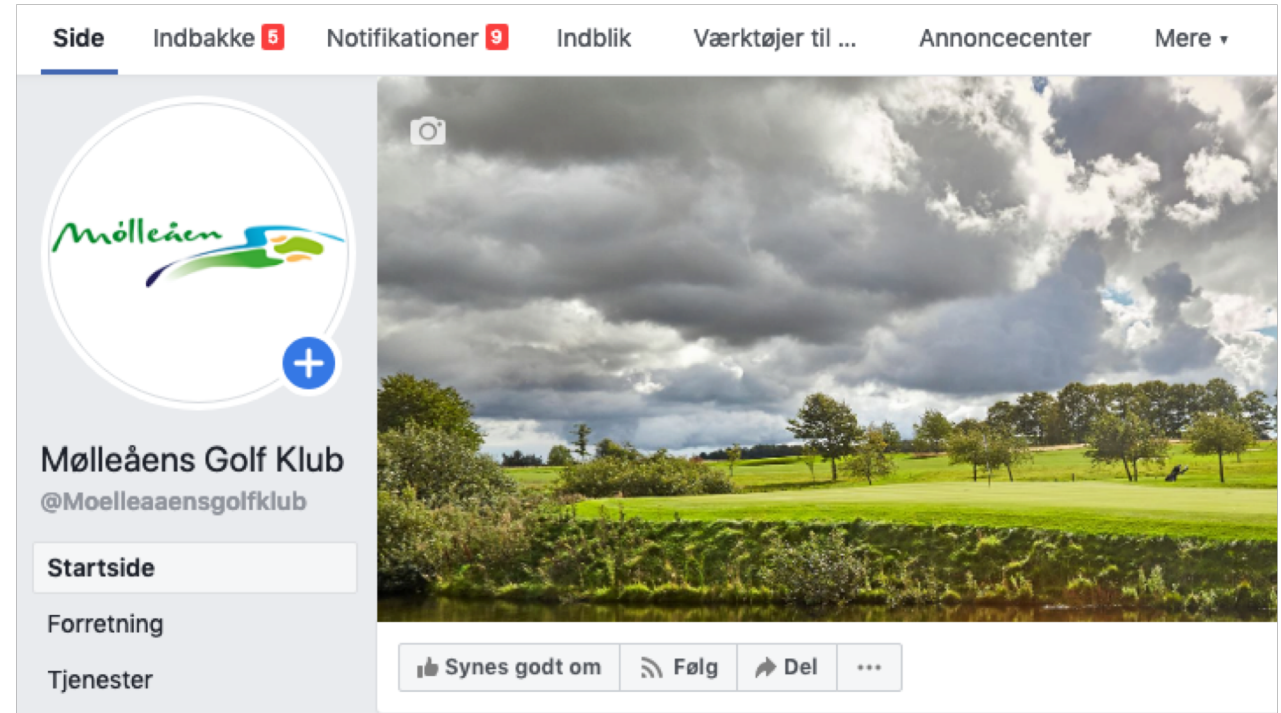 Side Indbakke 5 Notifikationer 9 Indblik Værktøjer til ... Annoncecenter Mere
Mølleåen
Mølleåens Golf Klub
@Moelleaaensgolfklub
Startside
Forretning
Tjenester
Synes godt om Følg Del ...